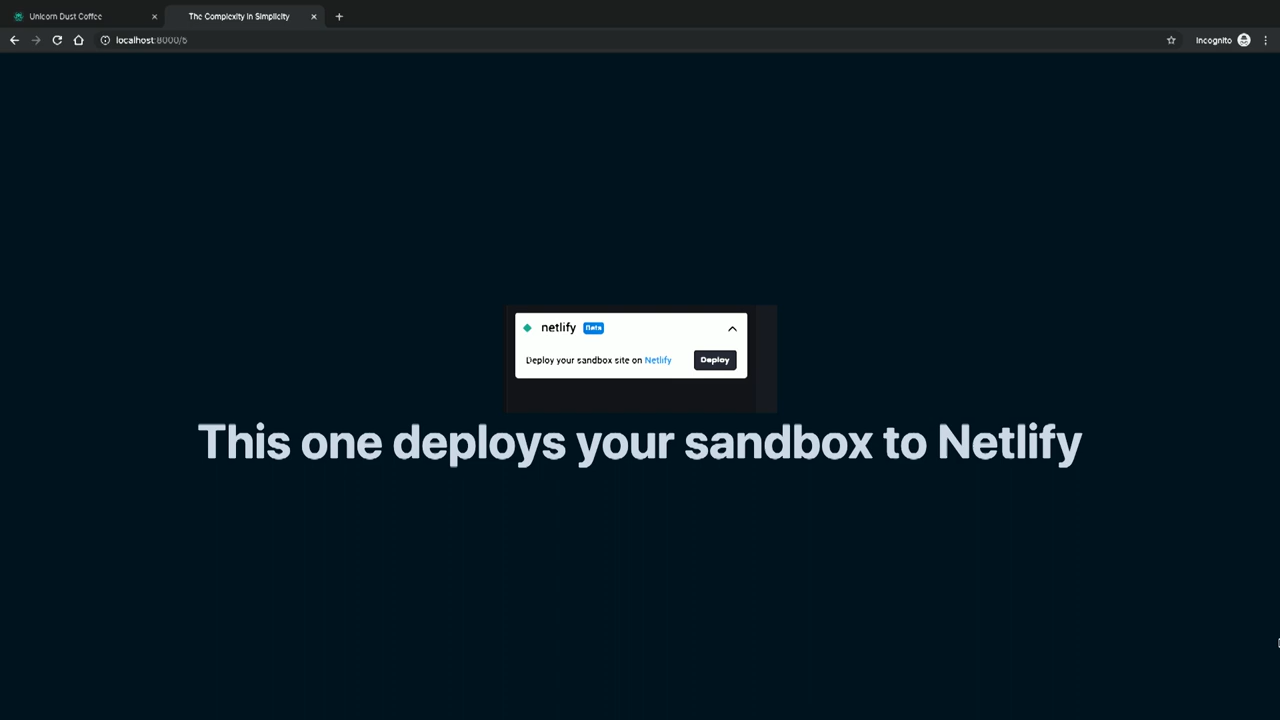 Unicorn Dust Coffee
The Complexity in Simplicity
localhost:8000/5
Incognito
netlify Beta
Deploy your sandbox site on Netlify
Deploy
This one deploys your sandbox to Netlify